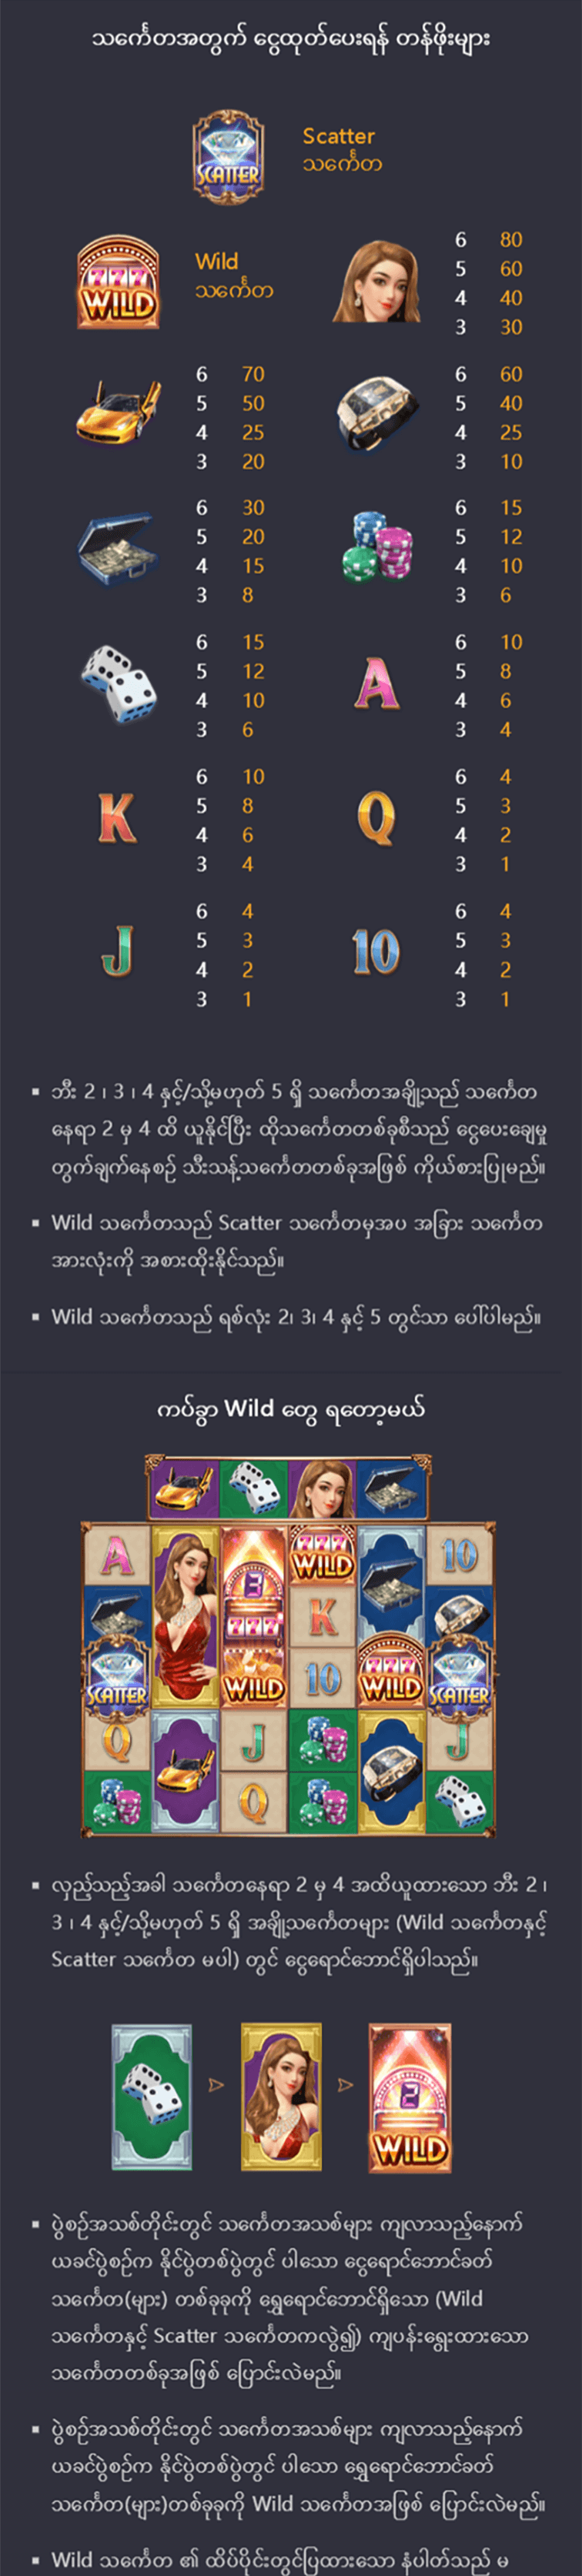 သင်္ကေတအတွက် ငွေထုတ်ပေးရန် တန်ဖိုးများ
SCATTER
Scatter
သင်္ကေတ
777
WILD
Wild
သင်္ကေတ
6 80
5 60
4 40
3 30
6 70
5 50
4 25
3 20
6 60
5 40
4 25
3 10
6 30
5 20
4 15
3 8
6 15
5 12
4 10
3 6
6 15
5 12
4 10
3 6
A
6 10
5 8
4 6
3 4
K
6 10
5 8
4 6
3 4
Q
6 4
5 3
4 2
3 1
J
6 4
5 3
4 2
3 1
10
6 4
5 3
4 2
3 1
▪ ဘီး 2 ၊ 3 ၊ 4 နှင့်/သို့မဟုတ် 5 ရှိ သင်္ကေတအချို့သည် သင်္ကေတ
နေရာ 2 မှ 4 ထိ ယူနိုင်ပြီး ထိုသင်္ကေတတစ်ခုစီသည် ငွေပေးချေမှု
တွက်ချက်နေစဉ် သီးသန့်သင်္ကေတတစ်ခုအဖြစ် ကိုယ်စားပြုမည်။
▪ Wild သင်္ကေတသည် Scatter သင်္ကေတမှအပ အခြား သင်္ကေတ
အားလုံးကို အစားထိုးနိုင်သည်။
▪ Wild သင်္ကေတသည် ရစ်လုံး 2၊ 3၊ 4 နှင့် 5 တွင်သာ ပေါ်ပါမည်။
ကပ်ခွာ Wild တွေ ရတော့မယ်
777
A 3 WILD 10
777 K
SCATTER WILD 10 777 WILD SCATTER
Q J J
Q
▪ လှည့်သည့်အခါ သင်္ကေတနေရာ 2 မှ 4 အထိယူထားသော ဘီး 2 ၊
3 ၊ 4 နှင့်/သို့မဟုတ် 5 ရှိ အချို့သင်္ကေတများ (Wild သင်္ကေတနှင့်
Scatter သင်္ကေတ မပါ) တွင် ငွေရောင်ဘောင်ရှိပါသည်။
2
WILD
▪ ပွဲစဉ်အသစ်တိုင်းတွင် သင်္ကေတအသစ်များ ကျလာသည့်နောက်
ယခင်ပွဲစဉ်က နိုင်ပွဲတစ်ပွဲတွင် ပါသော ငွေရောင်ဘောင်ခတ်
သင်္ကေတ(များ) တစ်ခုခုကို ရွှေရောင်ဘောင်ရှိသော (Wild
သင်္ကေတနှင့် Scatter သင်္ကေတကလွဲ၍) ကျပန်းရွေးထားသော
သင်္ကေတတစ်ခုအဖြစ် ပြောင်းလဲမည်။
▪ ပွဲစဉ်အသစ်တိုင်းတွင် သင်္ကေတအသစ်များ ကျလာသည့်နောက်
ယခင်ပွဲစဉ်က နိုင်ပွဲတစ်ပွဲတွင် ပါသော ရွှေရောင်ဘောင်ခတ်
သင်္ကေတ(များ)တစ်ခုခုကို Wild သင်္ကေတအဖြစ် ပြောင်းလဲမည်။
▪ Wild သင်္ကေတ ၏ ထိပ်ပိုင်းတွင်ပြထားသော နံပါတ်သည် မ